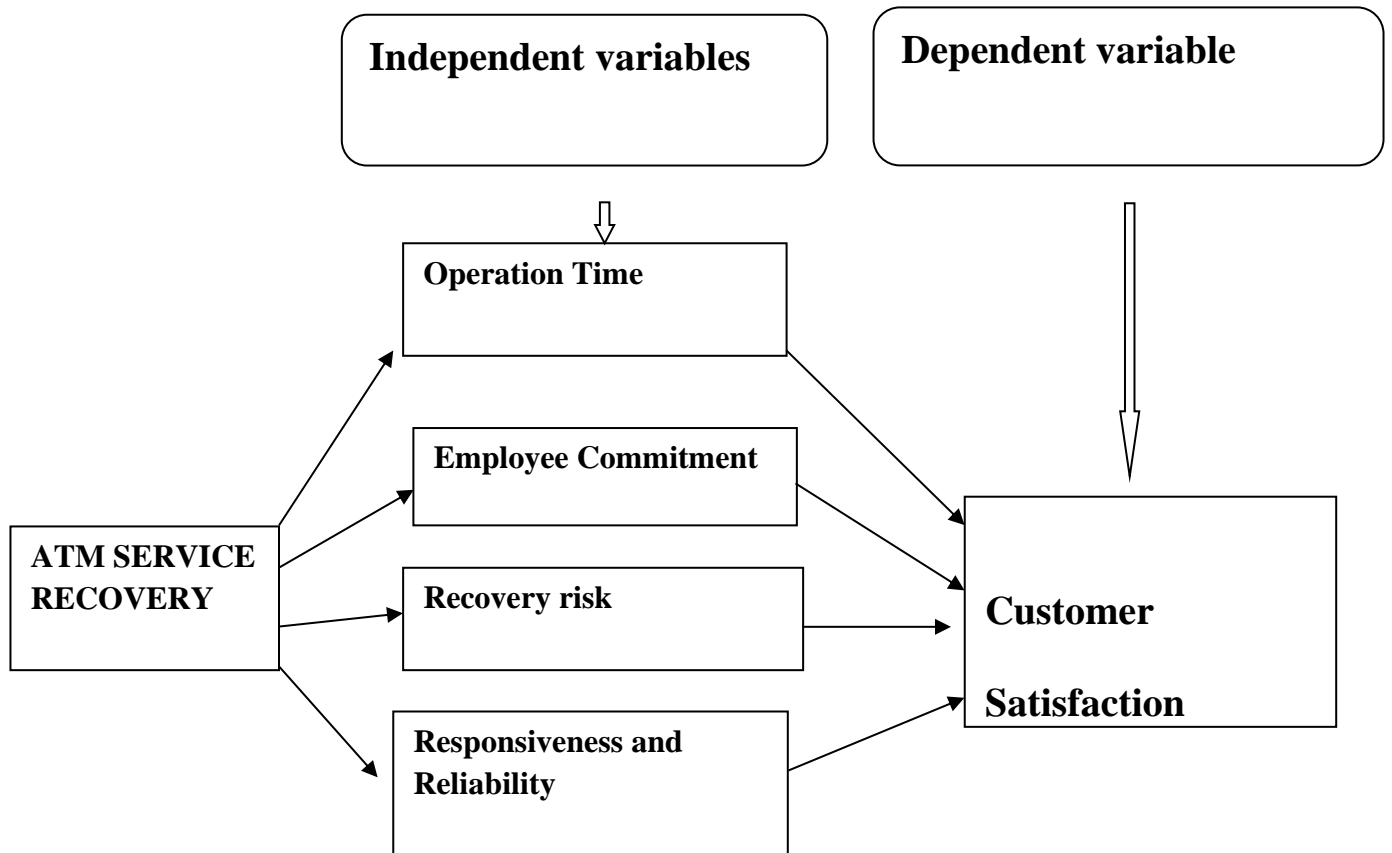 Independent variables
Dependent variable
Operation Time
Employee Commitment
ATM SERVICE
RECOVERY
Recovery risk
Responsiveness and
Reliability
Customer
Satisfaction